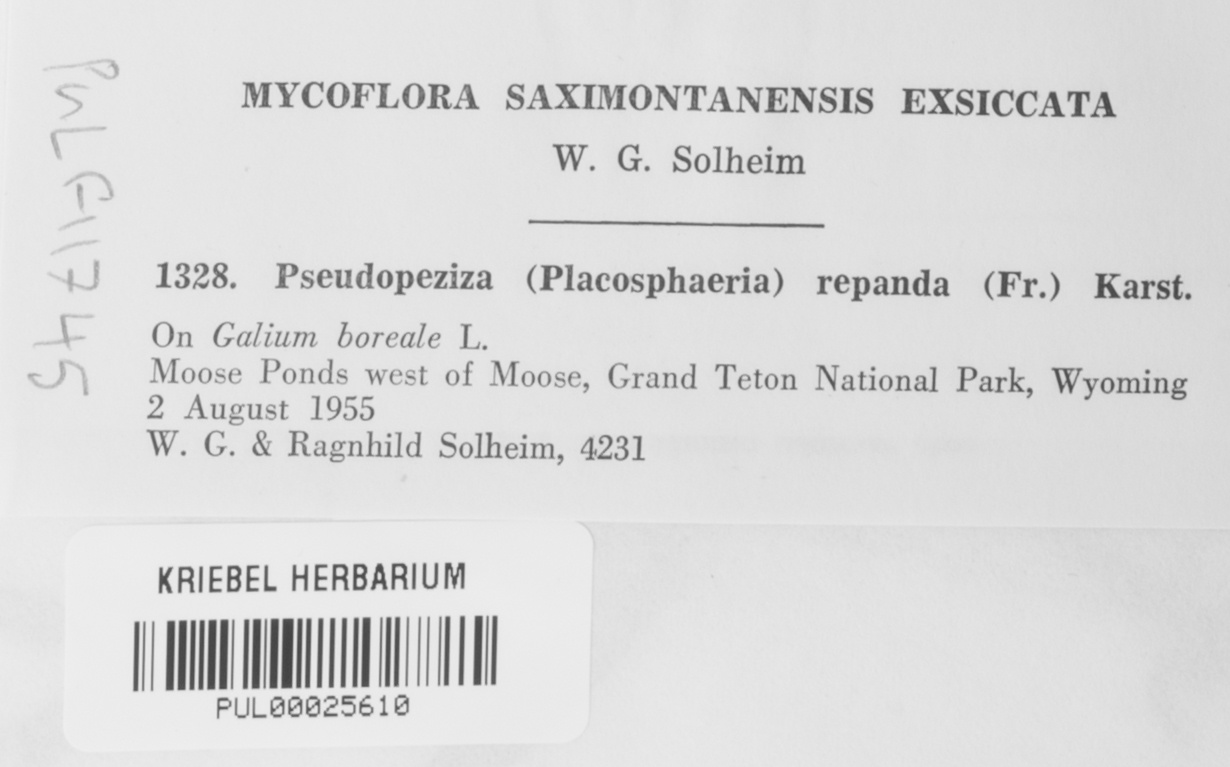 PUL G11745
MYCOFLORA SAXIMONTANENSIS EXSICCATA
W. G. Solheim
1328. Pseudopeziza (Placosphaeria) repanda (Fr.) Karst.
On Galium boreale L.
Moose Ponds west of Moose, Grand Teton National Park, Wyoming
2 August 1955
W. G. & Ragnhild Solheim, 4231
KRIEBEL HERBARIUM
PUL00025610